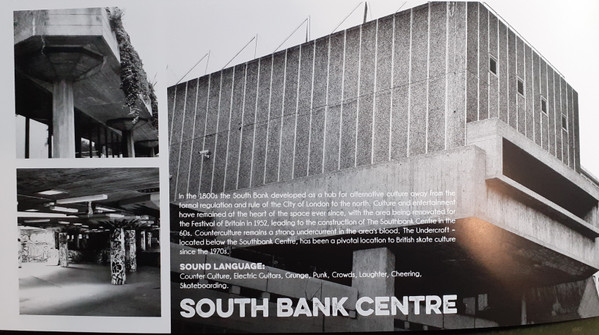 In the 1800s the South Bank developed as a hub for alternative culture away from the
formal regulation and rule of the City of London to the north. Culture and entertainment
have remained at the heart of the space ever since, with the area being renovated for
the Festival of Britain in 1952, leading to the construction of The Southbank Centre in the
60s. Counterculture remains a strong undercurrent in the area's blood. The Undercroft -
located below the Southbank Centre, has been a pivotal location to British skate culture
since the 1970s.
SOUND LANGUAGE:
Counter Culture, Electric Guitars, Grunge, Punk, Crowds, Laughter, Cheering,
Skateboarding.
SOUTH BANK CENTRE